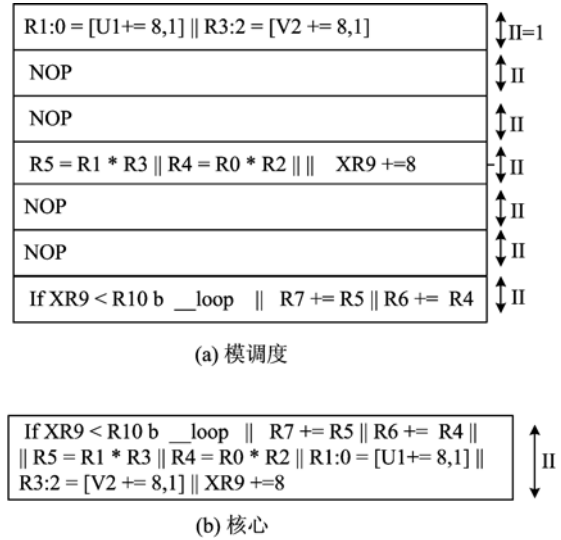 R1:0 = [U1+= 8,1] || R3:2 = [V2 += 8,1]
II=1
NOP
II
NOP
II
R5 = R1 * R3 || R4 = R0 * R2 || || XR9 +=8
II
NOP
II
NOP
II
If XR9 < R10 b __loop || R7 += R5 || R6 += R4
II
(a) 模调度
If XR9 < R10 b __loop || R7 += R5 || R6 += R4 ||
|| R5 = R1 * R3 || R4 = R0 * R2 || R1:0 = [U1+= 8,1] ||
R3:2 = [V2 += 8,1] || XR9 +=8
II
(b) 核心